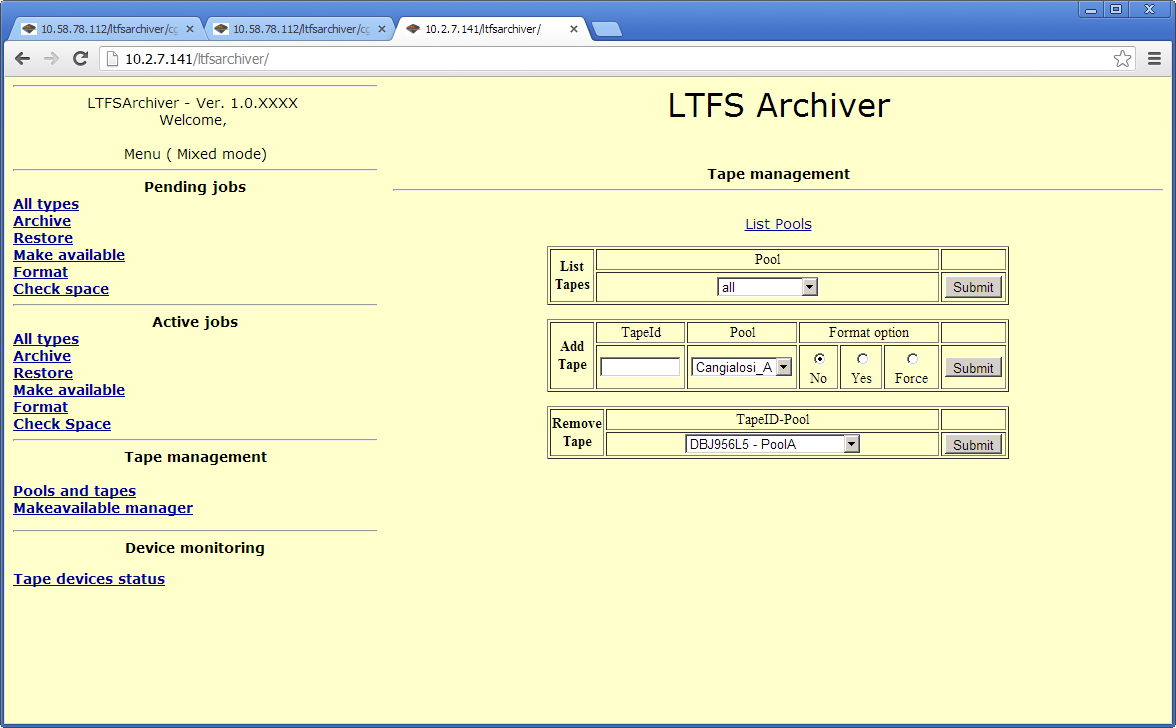 10.58.78.112/ltfsarchiver/cg
10.58.78.112/ltfsarchiver/cg
10.2.7.141/ltfsarchiver/
10.2.7.141/ltfsarchiver/
LTFSArchiver - Ver. 1.0.XXXX
Welcome,
Menu ( Mixed mode)
Pending jobs
All types
Archive
Restore
Make available
Format
Check space
Active jobs
All types
Archive
Restore
Make available
Format
Check Space
Tape management
Pools and tapes
Makeavailable manager
Device monitoring
Tape devices status
LTFS Archiver
Tape management
List Pools
List Tapes
Pool
all
Submit
Add Tape
TapeId
Pool
Format option
Cangialosi_A
No
Yes
Force
Submit
Remove Tape
TapeID-Pool
DBJ956L5 - PoolA
Submit